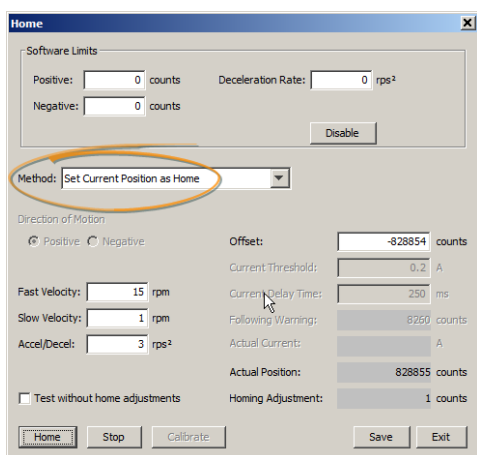 Home
Software Limits
Positive: 0 counts Deceleration Rate: 0 rps²
Negative: 0 counts
Disable
Method: Set Current Position as Home
Direction of Motion
Positive Negative Offset: -828854 counts
Current Threshold: 0.2 A
Fast Velocity: 15 rpm Current Delay Time: 250 ms
Slow Velocity: 1 rpm Following Warning: 8260 counts
Accel/Decel: 3 rps² Actual Current: A
Actual Position: 828855 counts
Test without home adjustments Homing Adjustment: 1 counts
Home Stop Calibrate Save Exit